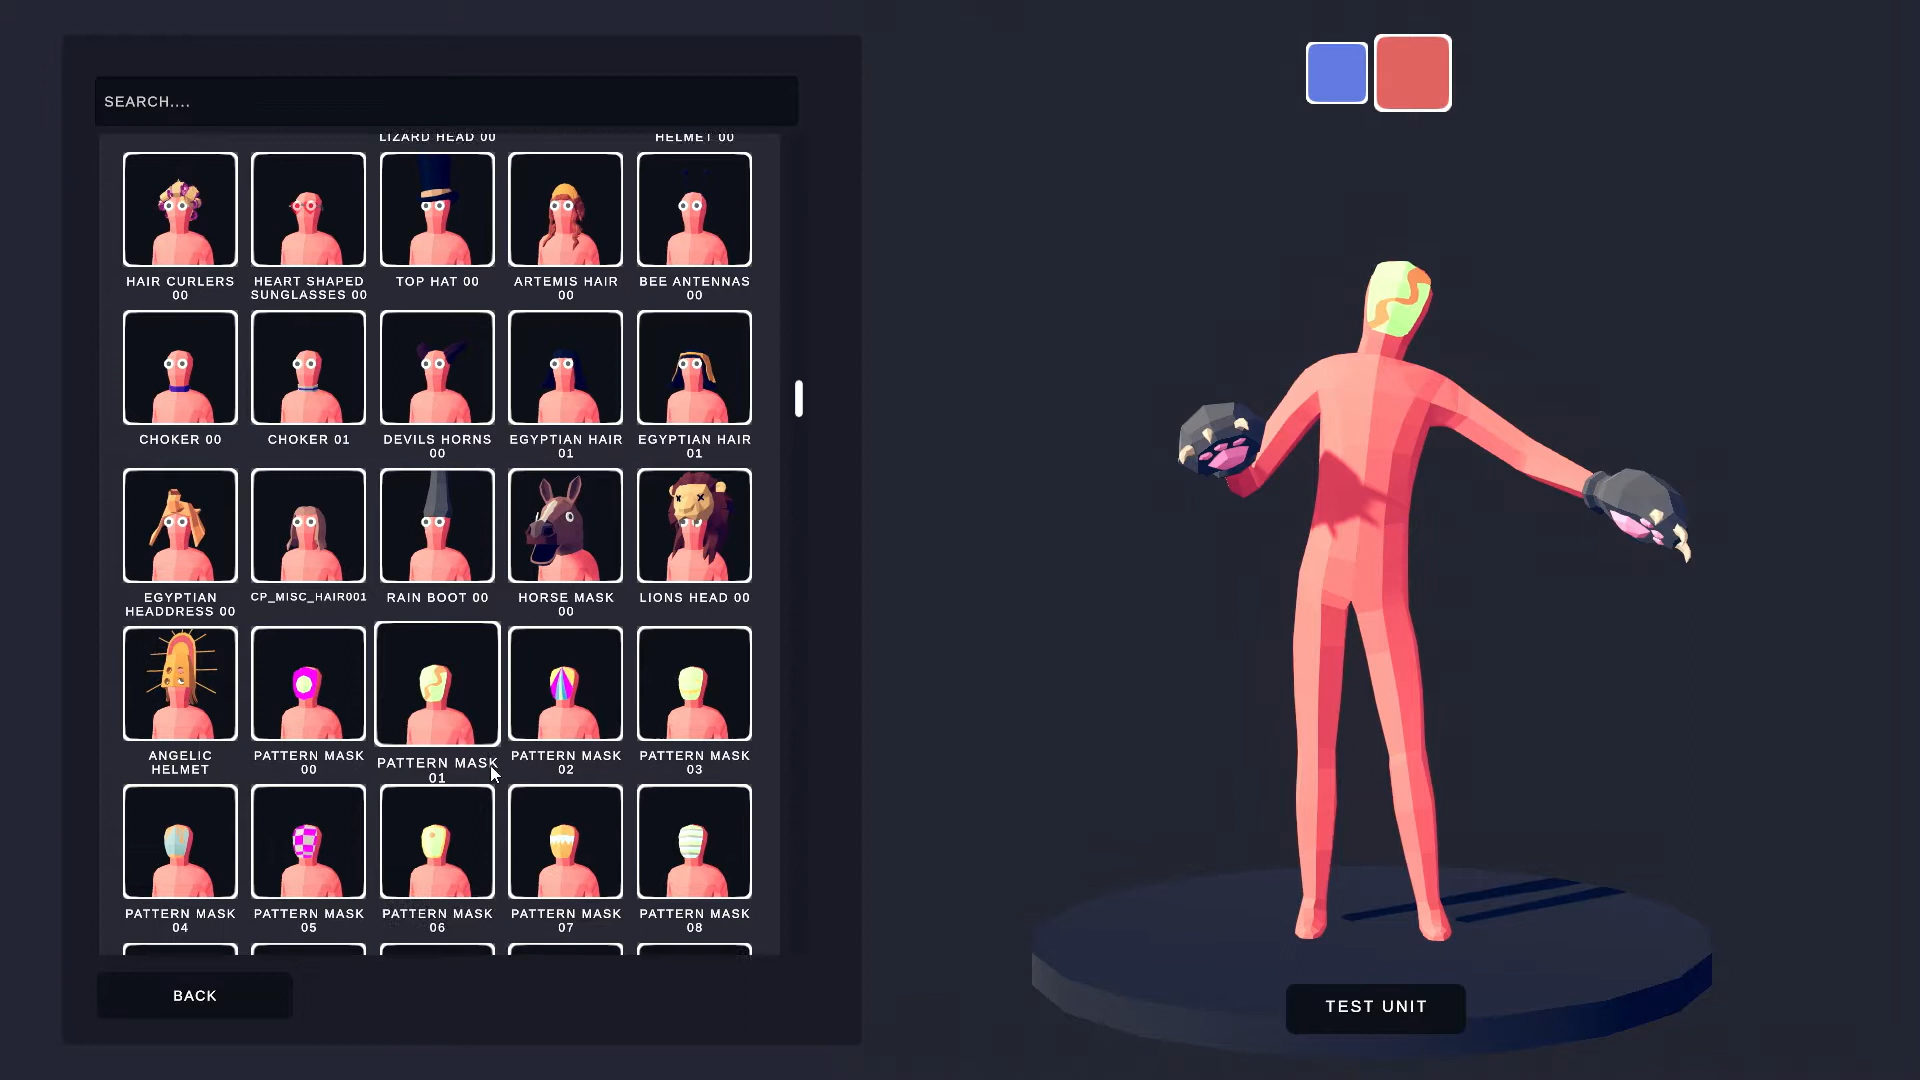 SEARCH....
LIZARD HEAD 00
HELMET 00
HAIR CURLERS
00
HEART SHAPED
SUNGLASSES 00
TOP HAT 00
ARTEMIS HAIR
00
BEE ANTENNAS
00
CHOKER 00
CHOKER 01
DEVILS HORNS
00
EGYPTIAN HAIR
01
EGYPTIAN HAIR
01
EGYPTIAN
HEADDRESS 00
CP_MISC_HAIR001
RAIN BOOT 00
HORSE MASK
00
LIONS HEAD 00
ANGELIC
HELMET
PATTERN MASK
00
PATTERN MASK
01
PATTERN MASK
02
PATTERN MASK
03
PATTERN MASK
04
PATTERN MASK
05
PATTERN MASK
06
PATTERN MASK
07
PATTERN MASK
08
BACK
TEST UNIT